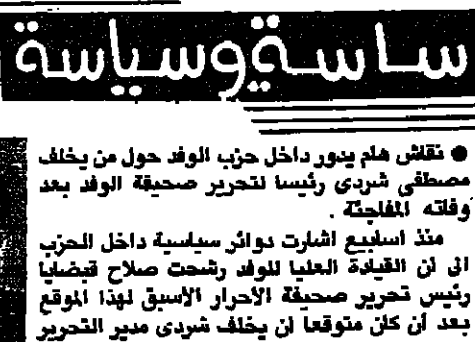 ساسة وسياسة
● نقاش هام يدور داخل حزب الوفد حول من يخلف
مصطفى شردى رئيسا لتحرير صحيفة الوفد بعد
وفاته المفاجئة .
منذ اسابيع اشارت دوائر سياسية داخل الحزب
الى ان القيادة العليا للوفد رشحت صلاح قبضايا
رئيس تحرير صحيفة الأحرار الأسبق لهذا الموقع
بعد أن كان متوقعا ان يخلف شردى مدير التحرير